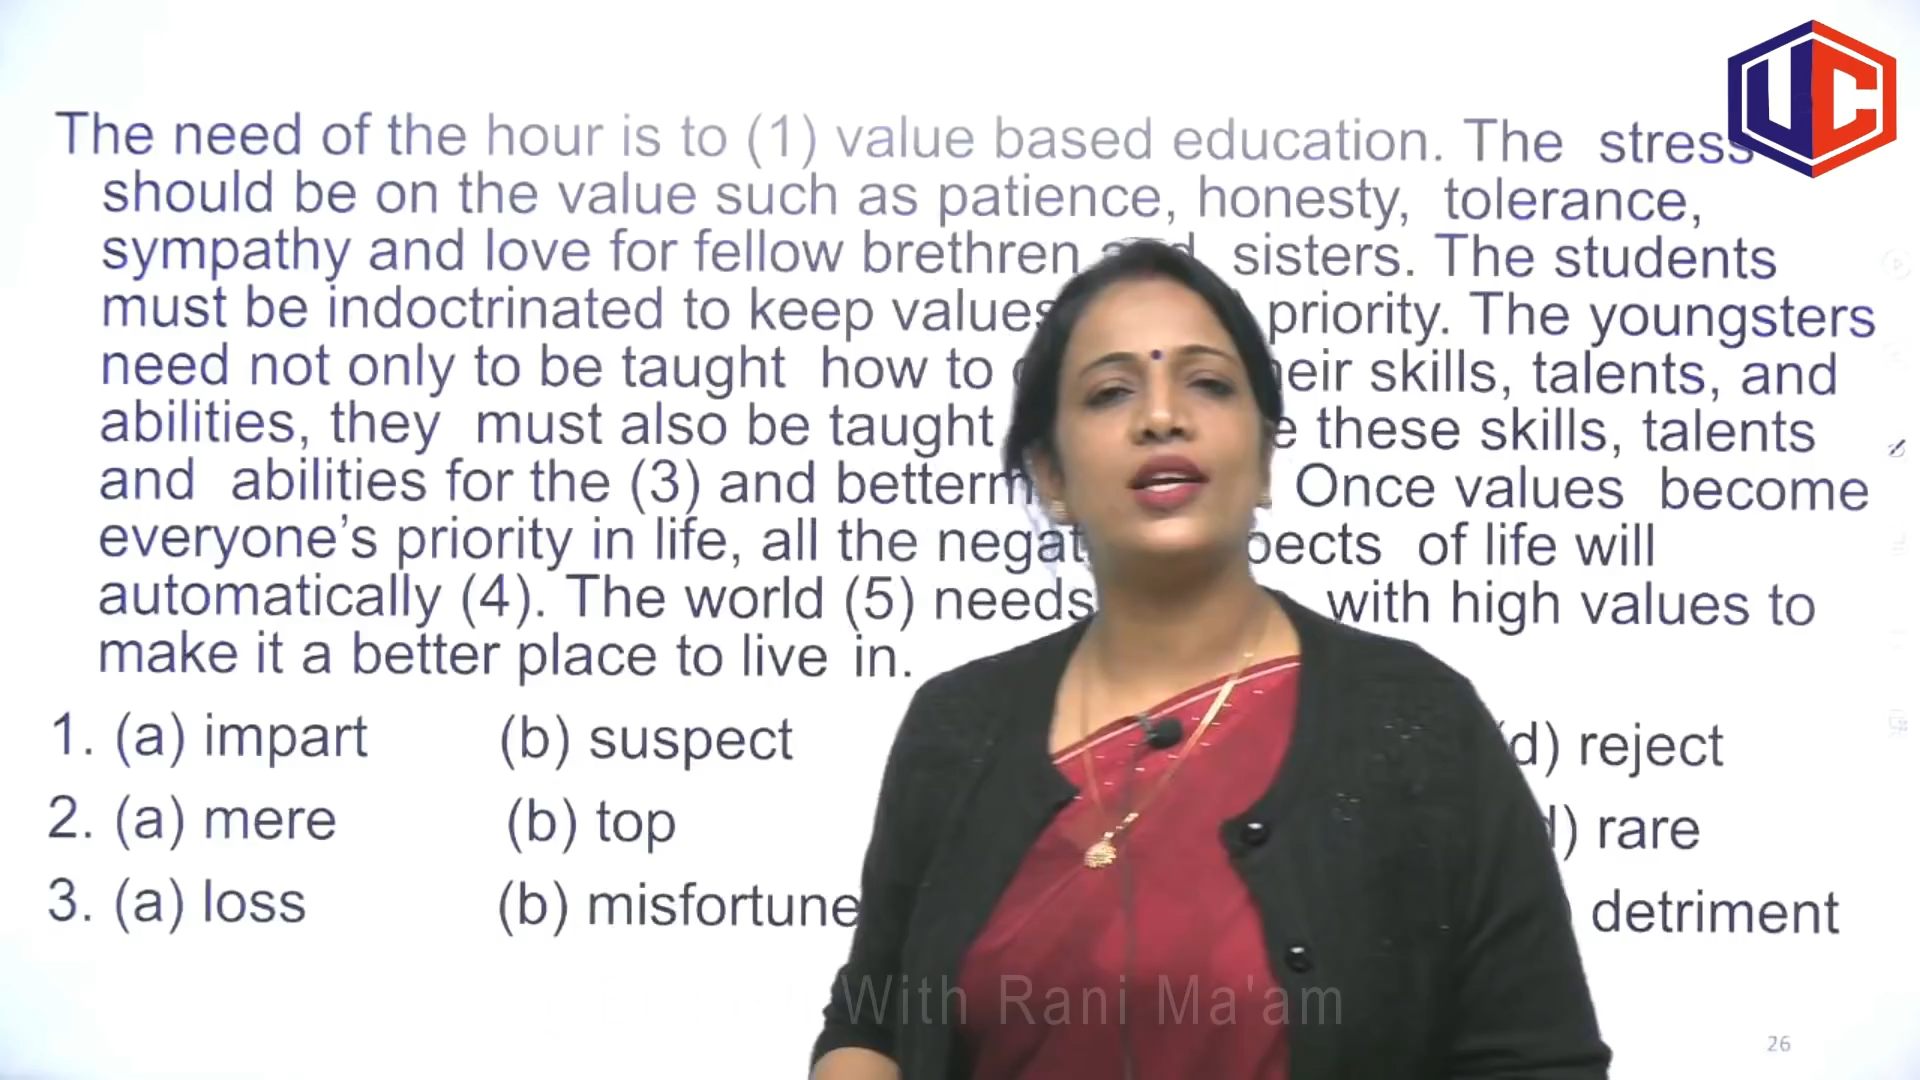 UC
The need of the hour is to (1) value based education. The stress
should be on the value such as patience, honesty, tolerance,
sympathy and love for fellow brethren sisters. The students
must be indoctrinated to keep values priority. The youngsters
need not only to be taught how to skills, talents, and
abilities, they must also be taught these skills, talents
and abilities for the (3) and Once values become
everyone’s priority in life, all the of life will
automatically (4). The world (5) needs with high values to
make it a better place to live in.
1. (a) impart (b) suspect (d) reject
2. (a) mere (b) top (d) rare
3. (a) loss (b) misfortune detriment
With Rani Ma'am
26